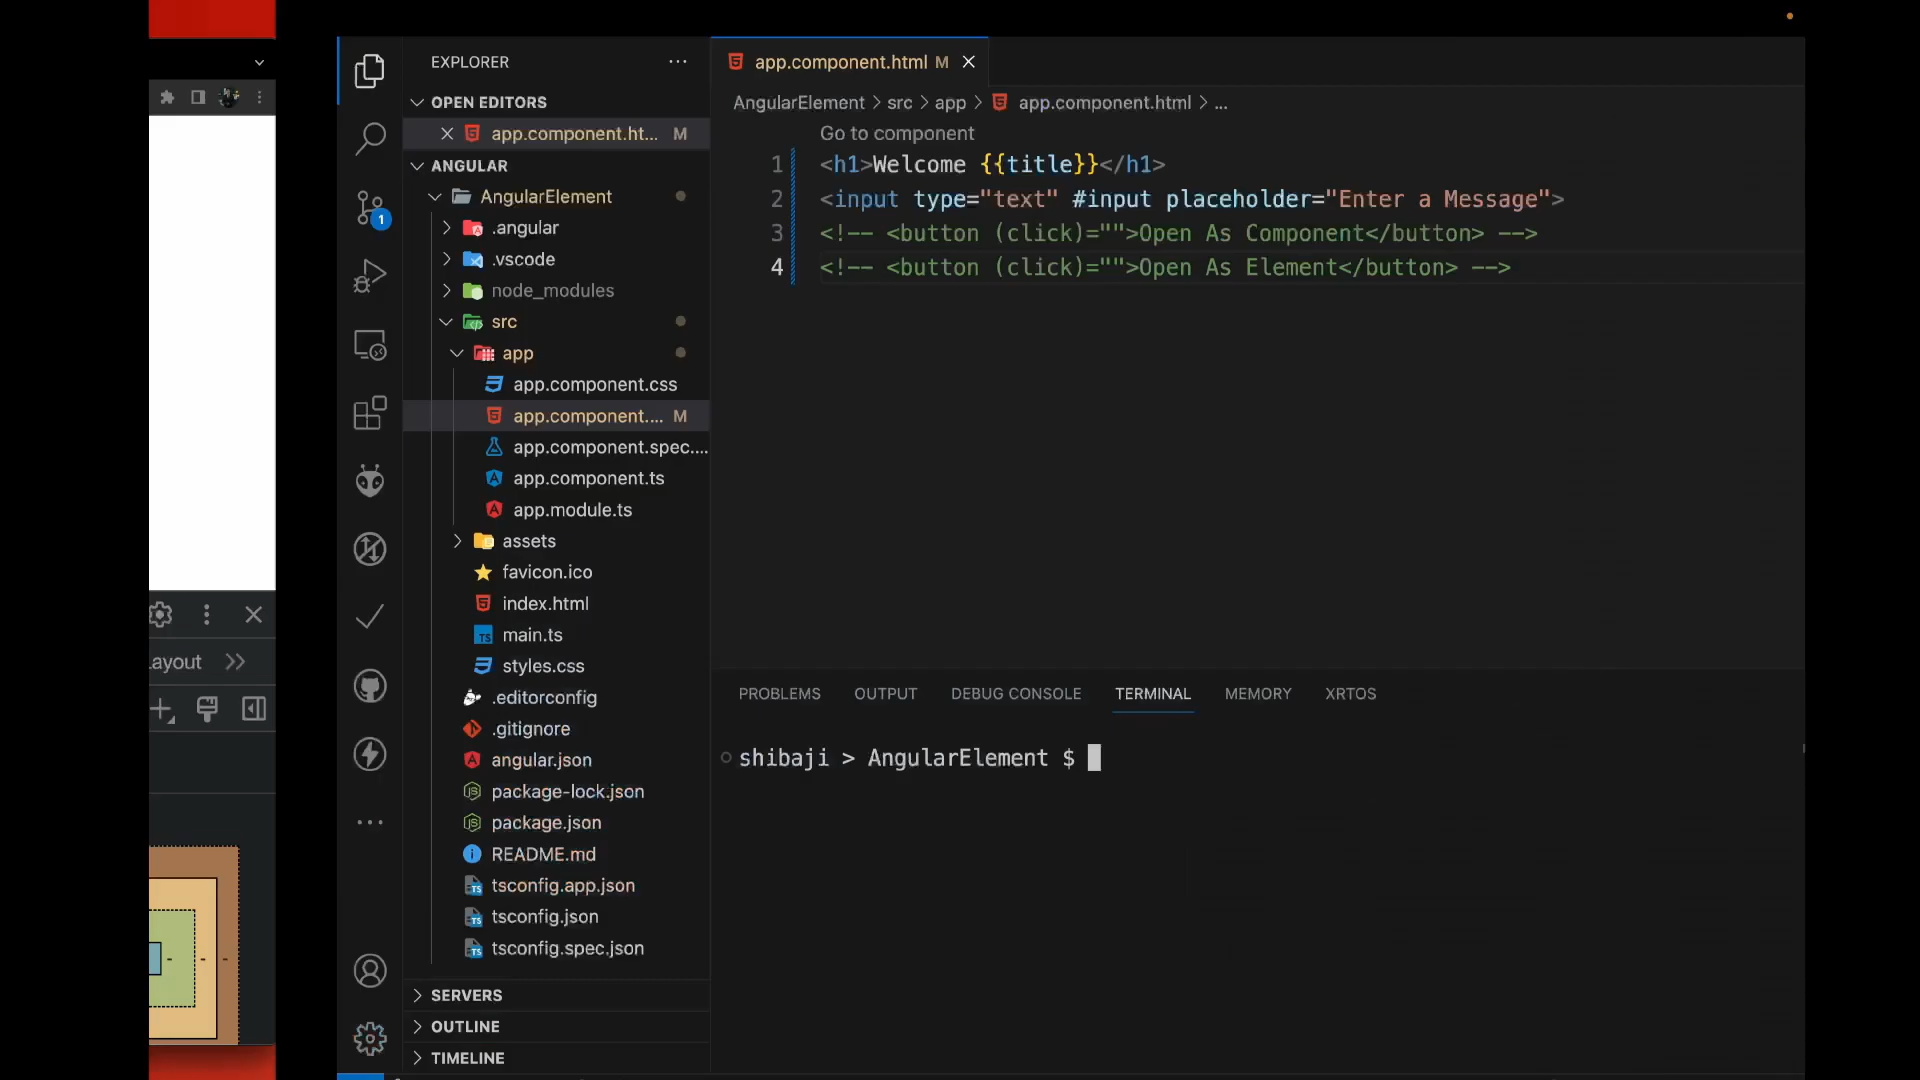 EXPLORER
OPEN EDITORS
app.component.ht... M
ANGULAR
AngularElement
.angular
.vscode
node_modules
src
app
app.component.css
app.component.... M
app.component.spec....
app.component.ts
app.module.ts
assets
favicon.ico
index.html
TS main.ts
styles.css
.editorconfig
.gitignore
angular.json
package-lock.json
package.json
README.md
TS tsconfig.app.json
TS tsconfig.json
TS tsconfig.spec.json
SERVERS
OUTLINE
TIMELINE
1
ayout
app.component.html M
AngularElement > src > app > app.component.html > ...
Go to component
1 <h1>Welcome {{title}}</h1>
2 <input type="text" #input placeholder="Enter a Message">
3 <!-- <button (click)="">Open As Component</button> -->
4 <!-- <button (click)="">Open As Element</button> -->
PROBLEMS OUTPUT DEBUG CONSOLE TERMINAL MEMORY XRTOS
shibaji > AngularElement $